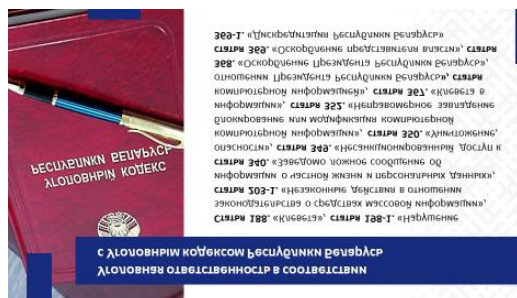 Уголовная ответственность в соответствии
с Уголовным кодексом Республики Беларусь
УГОЛОВНЫЙ КОДЕКС
РЕСПУБЛИКИ БЕЛАРУСЬ
Статья 188. «Клевета», статья 198-1. «Нарушение
законодательства о средствах массовой информации»,
статья 203-1. «Незаконные действия в отношении
информации о частной жизни и персональных данных»,
статья 340. «Заведомо ложное сообщение об
опасности», статья 349. «Несанкционированный доступ к
компьютерной информации», статья 350. «Уничтожение,
блокирование или модификация компьютерной
информации», статья 352. «Неправомерное завладение
компьютерной информацией», статья 367. «Клевета в
отношении Президента Республики Беларусь», статья
368. «Оскорбление Президента Республики Беларусь»,
статья 369. «Оскорбление представителя власти», статья
369-1. «Дискредитация Республики Беларусь»